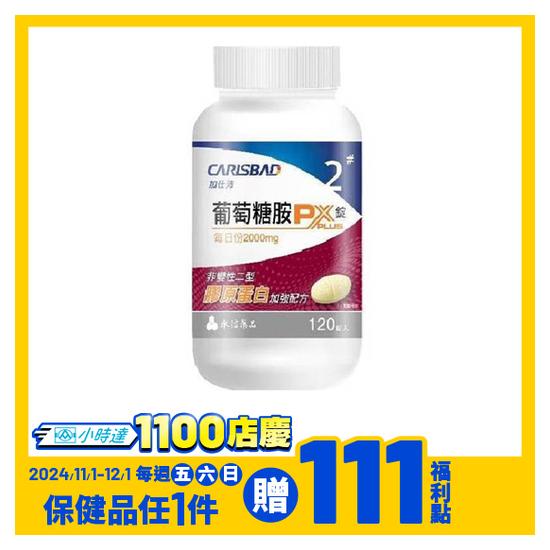 CARISBAD
加仕沛
2#
葡萄糖胺PX錠
PLUS
每日份2000mg
非變性二型
膠原蛋白加強配方
永信藥品
120錠入
小時達
1100店慶
2024/11/1-12/1 每週五六日
保健品任1件
贈
111
福利點